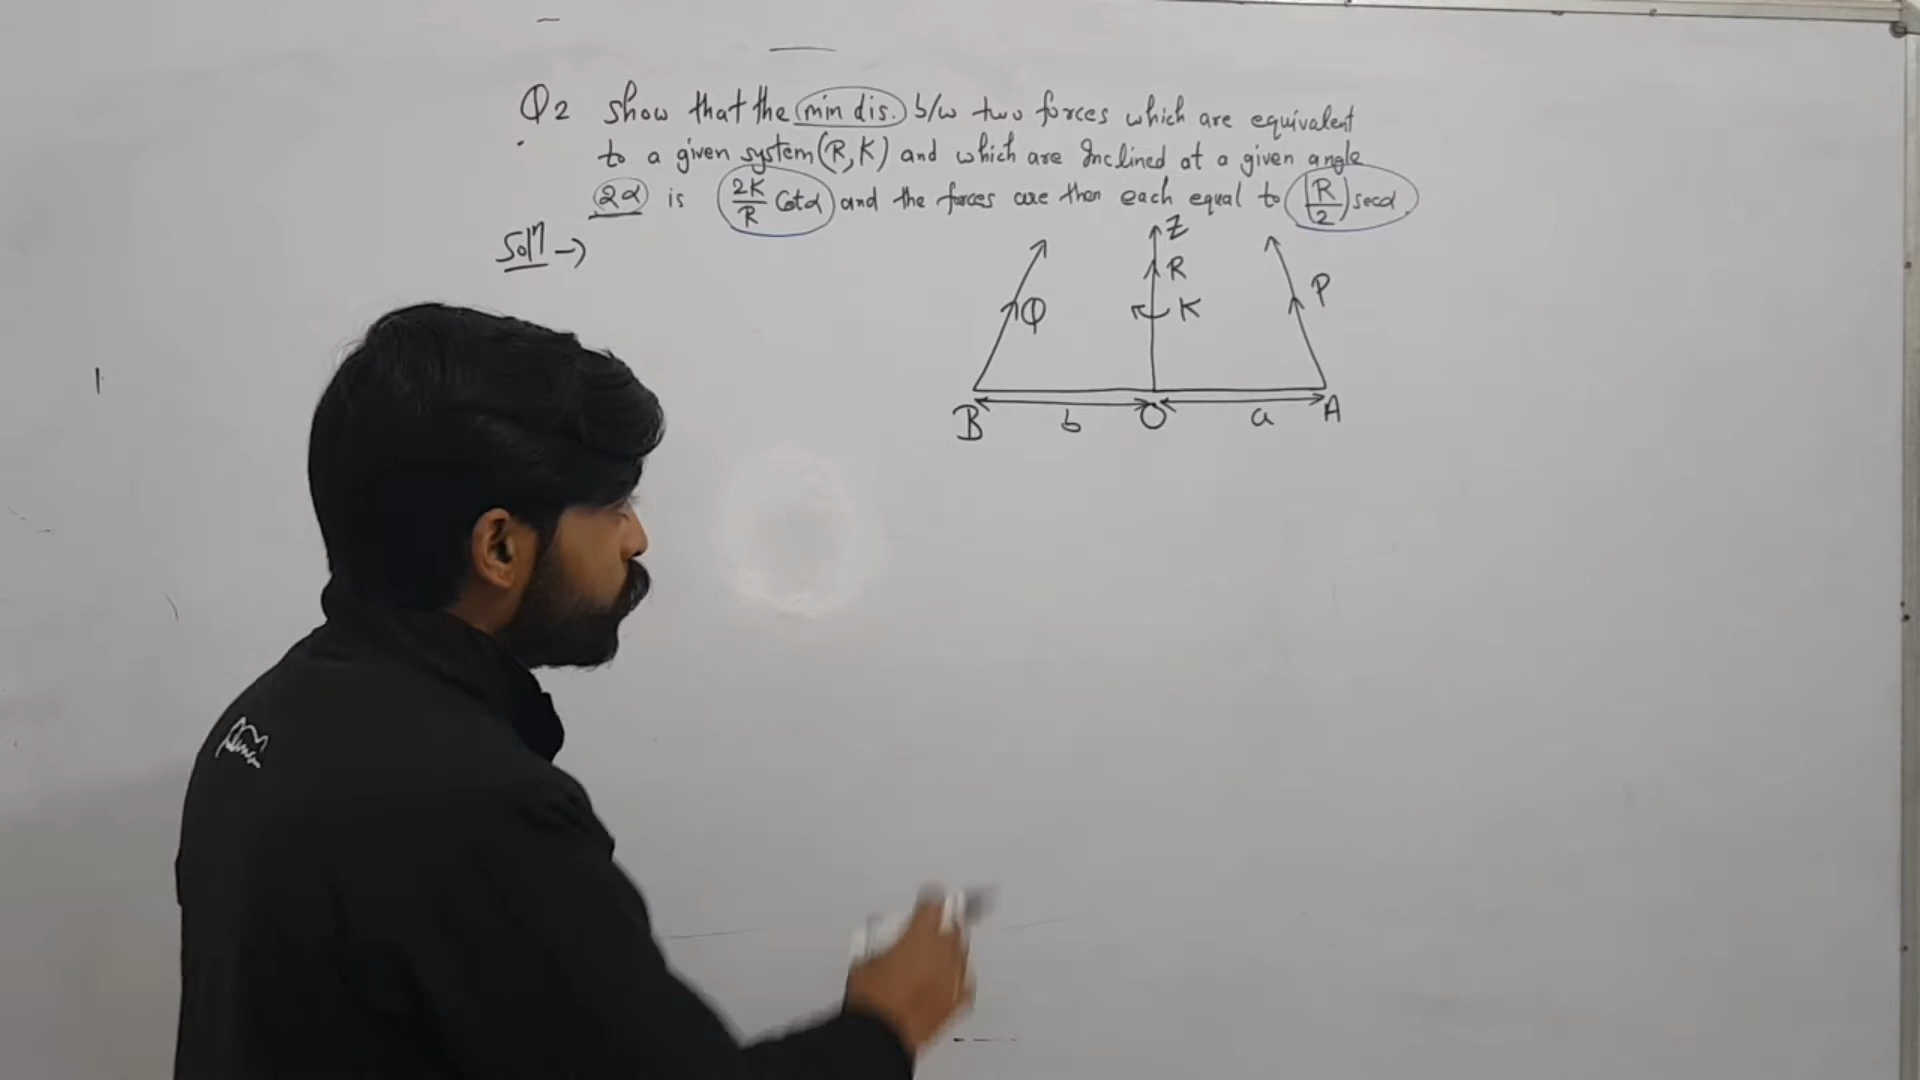 Q2 Show that the min dis. b/w two forces which are equivalent
to a given system (R, K) and which are Inclined at a given angle
2α is 2K/R Cotα and the forces are then each equal to (R/2) secα
Soln →
Z
R
K
Q
P
B
b
O
a
A